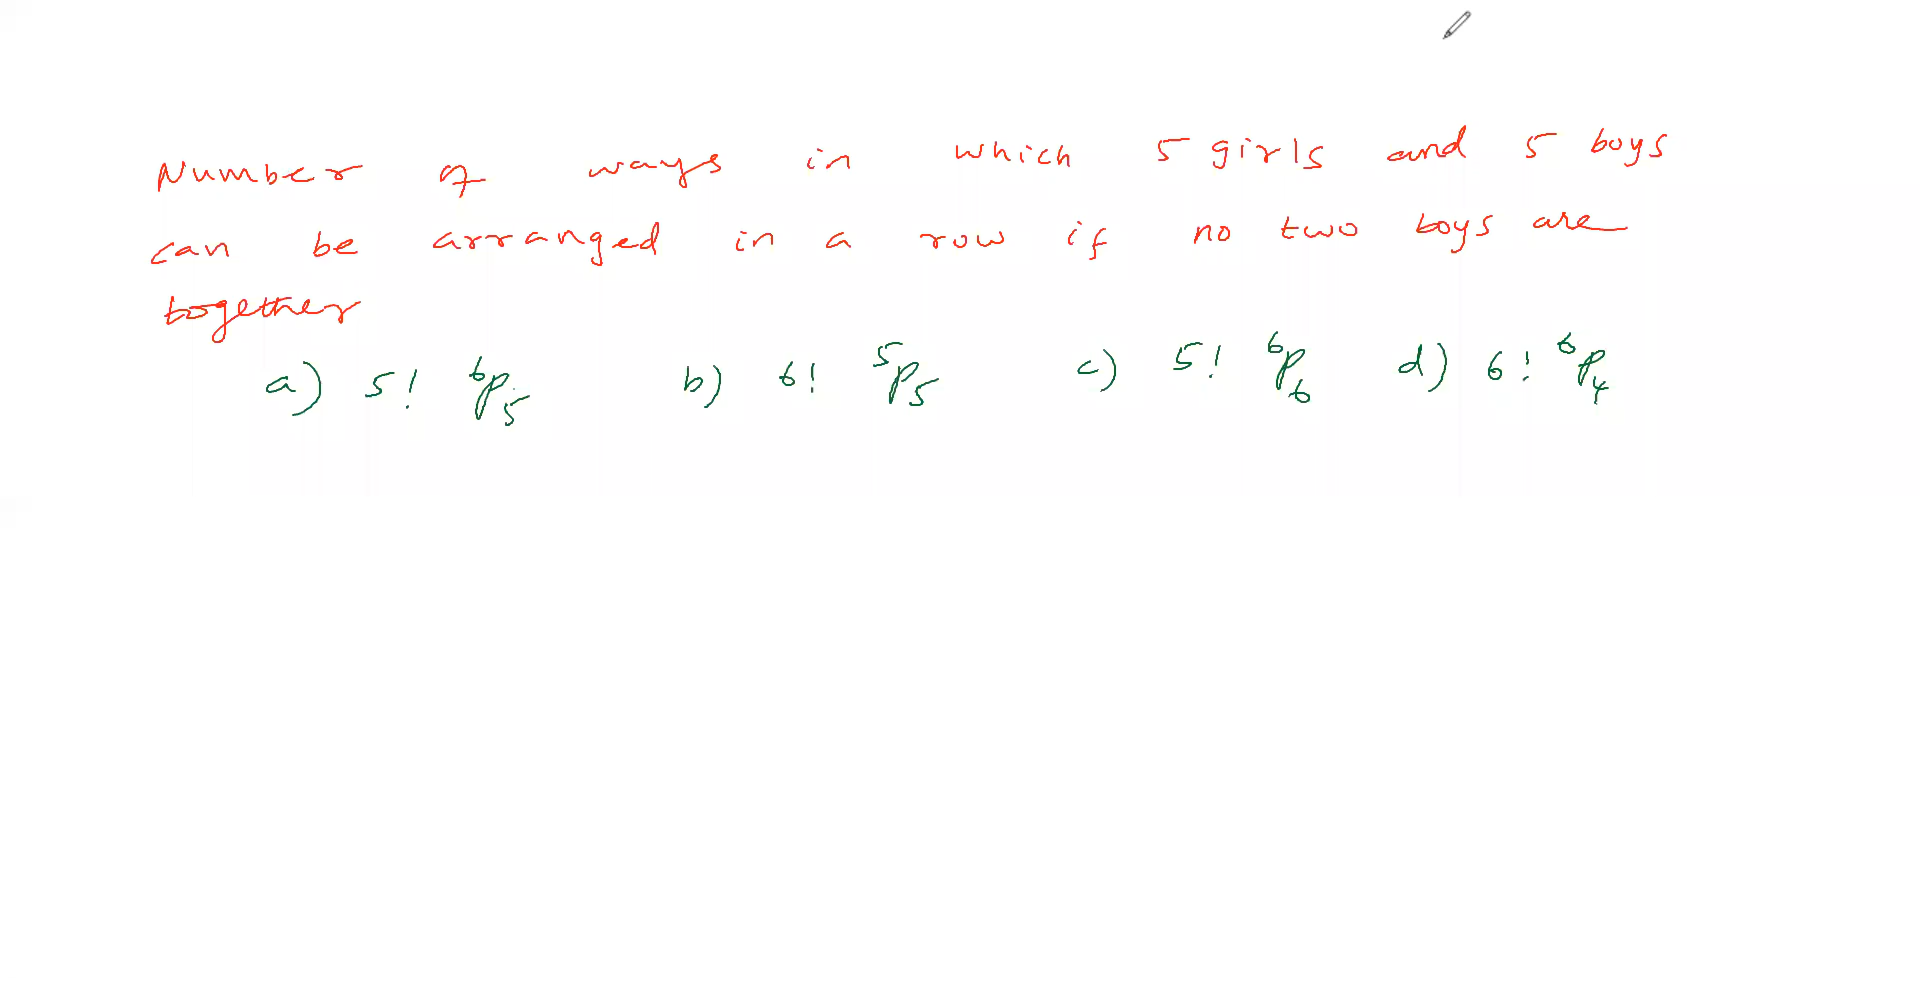 Number of ways in which 5 girls and 5 boys
can be arranged in a row if no two boys are
together
a) 5! ⁶P₅ b) 6! ⁵P₅ c) 5! ⁶P₆ d) 6! ⁶P₄